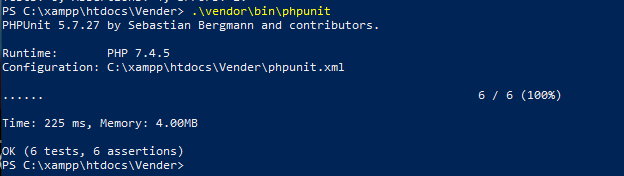 PS C:\xampp\htdocs\Vender> .\vendor\bin\phpunit
PHPUnit 5.7.27 by Sebastian Bergmann and contributors.
Runtime: PHP 7.4.5
Configuration: C:\xampp\htdocs\Vender\phpunit.xml
...... 6 / 6 (100%)
Time: 225 ms, Memory: 4.00MB
OK (6 tests, 6 assertions)
PS C:\xampp\htdocs\Vender>